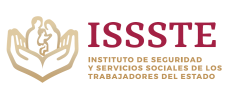 ISSSTE
INSTITUTO DE SEGURIDAD
Y SERVICIOS SOCIALES DE LOS
TRABAJADORES DEL ESTADO